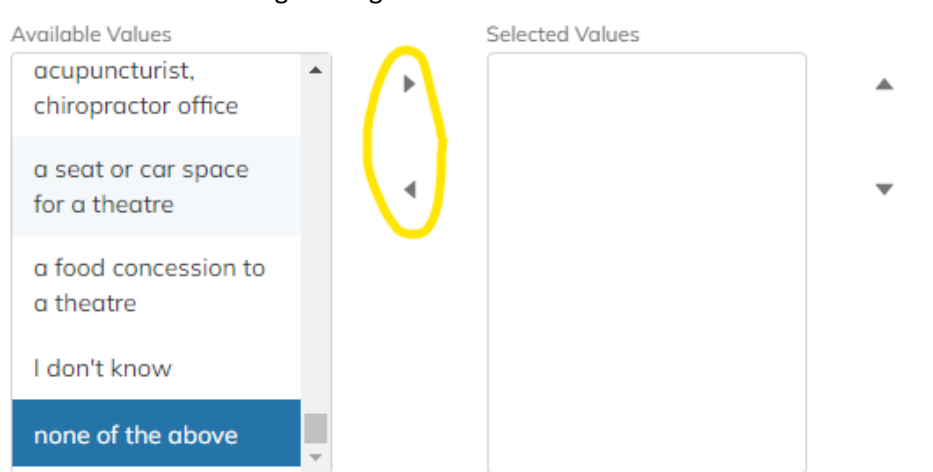 Available Values
Selected Values
acupuncturist,
chiropractor office
a seat or car space
for a theatre
a food concession to
a theatre
I don't know
none of the above